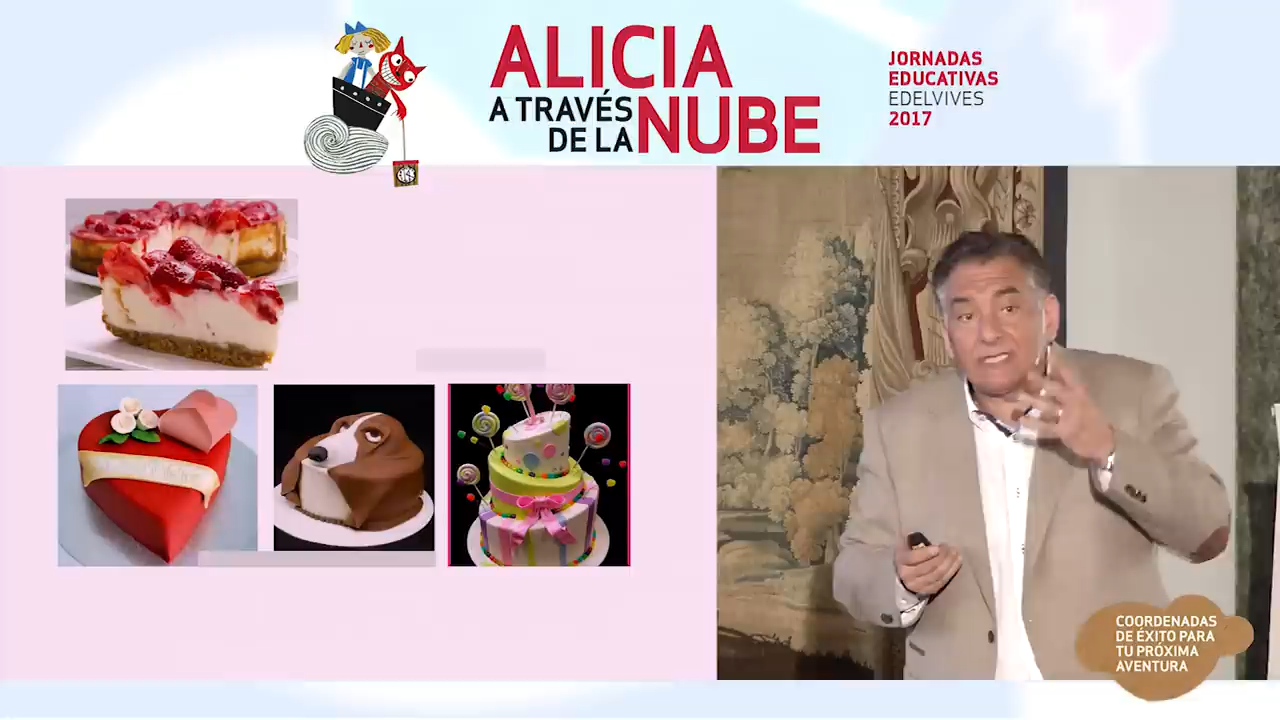 ALICIA
A TRAVÉS
DE LA NUBE
JORNADAS
EDUCATIVAS
EDELVIVES
2017
COORDENADAS
DE ÉXITO PARA
TU PRÓXIMA
AVENTURA